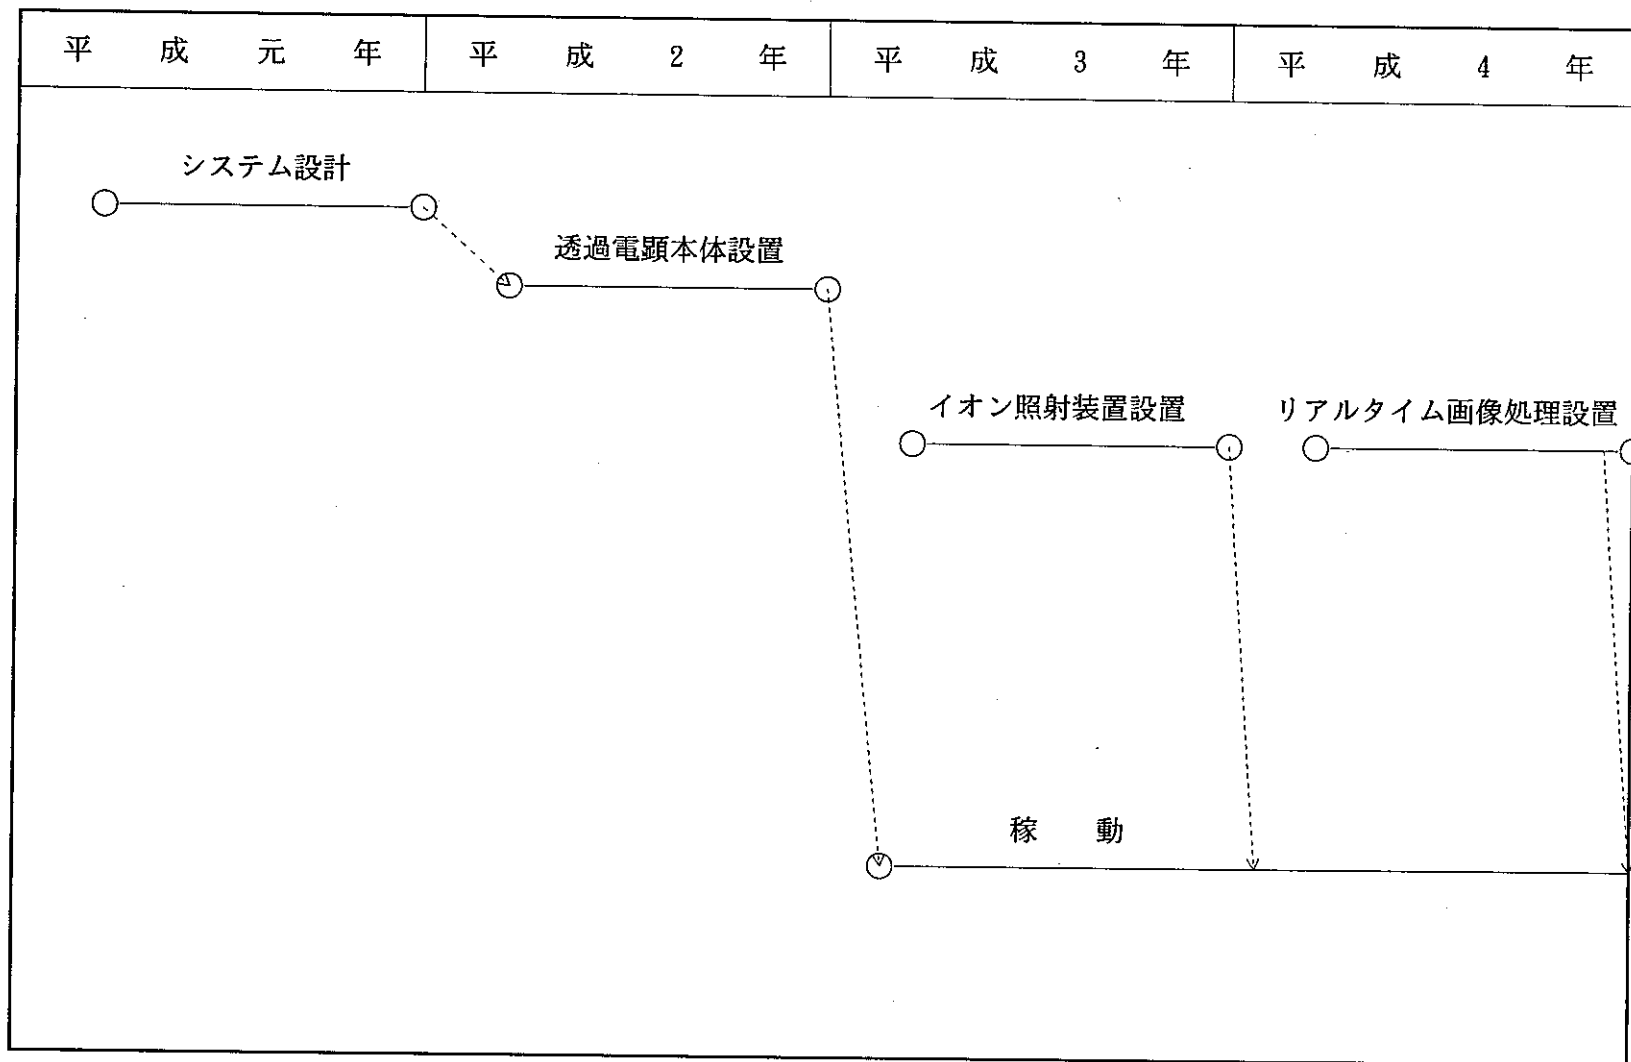 平成元年 平成2年 平成3年 平成4年
システム設計
透過電顕本体設置
イオン照射装置設置
リアルタイム画像処理設置
稼動